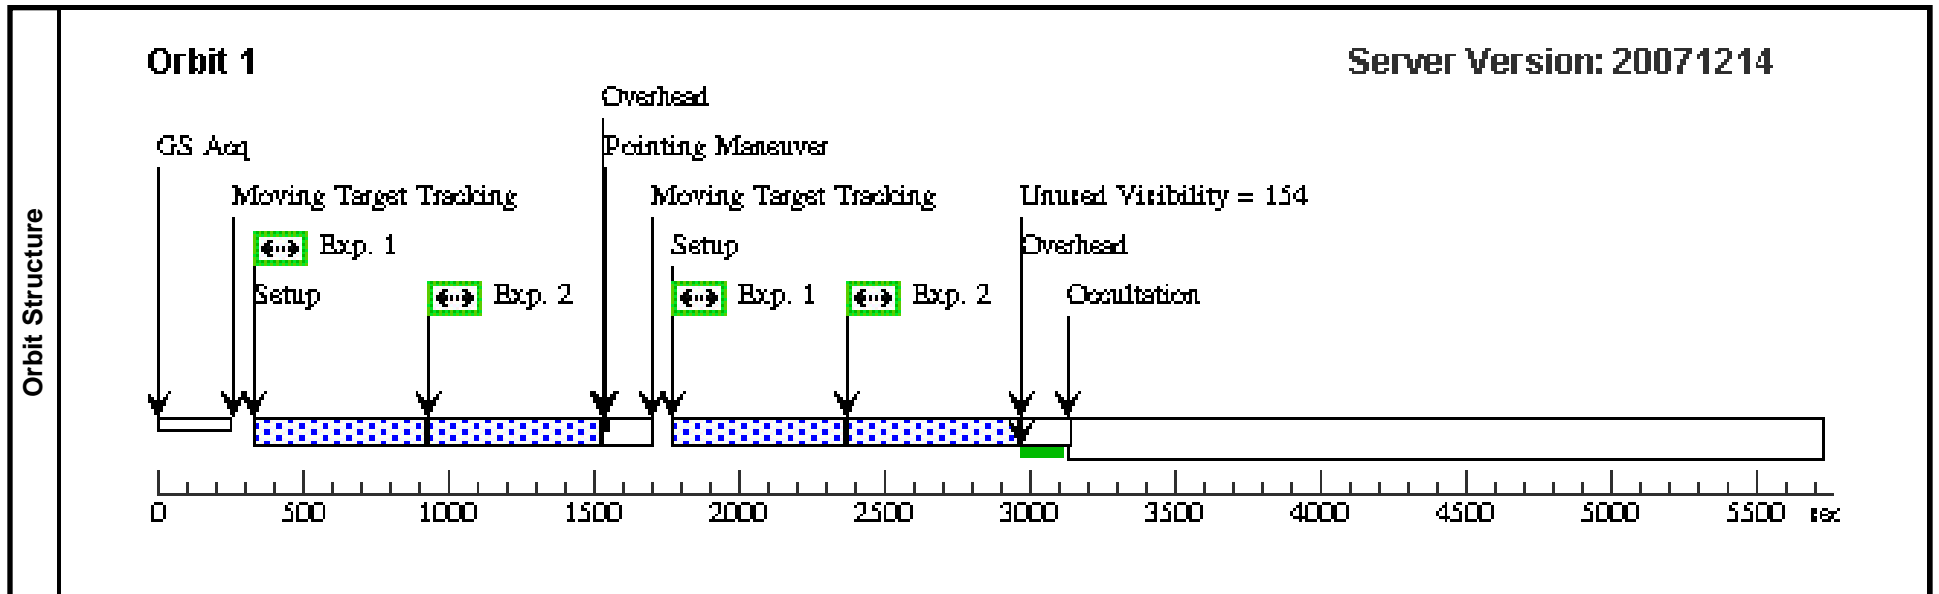 Orbit 1
Server Version: 20071214
Overhead
GS Acq
Pointing Maneuver
Moving Target Tracking
Moving Target Tracking
Unused Visibility = 154
Exp. 1
Setup
Overhead
Setup
Exp. 2
Exp. 1
Exp. 2
Occultation
Orbit Structure
0 500 1000 1500 2000 2500 3000 3500 4000 4500 5000 5500 sec